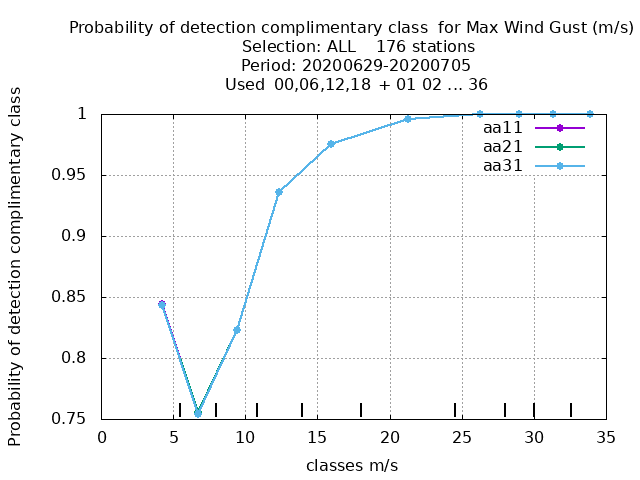 Probability of detection complimentary class  for Max Wind Gust (m/s)
Selection: ALL    176 stations
Period: 20200629-20200705
Used  00,06,12,18  + 01 02 ... 36
Probability of detection complimentary class
1
0.95
0.9
0.85
0.8
0.75
aa11
aa21
aa31
0 5 10 15 20 25 30 35
classes m/s